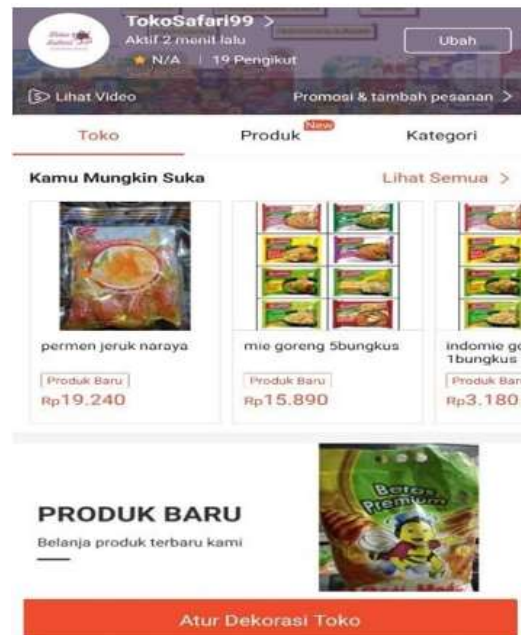 TokoSafari99 >
Aktif 2 menit lalu
Ubah
N/A | 19 Pengikut
Lihat Video
Promosi & tambah pesanan >
Toko
Produk
New
Kategori
Kamu Mungkin Suka
Lihat Semua >
permen jeruk naraya
Produk Baru
Rp19.240
mie goreng 5bungkus
Produk Baru
Rp15.890
indomie go
1bungkus
Produk Bar
Rp3.180
PRODUK BARU
Belanja produk terbaru kami
Beras
Premium
Atur Dekorasi Toko